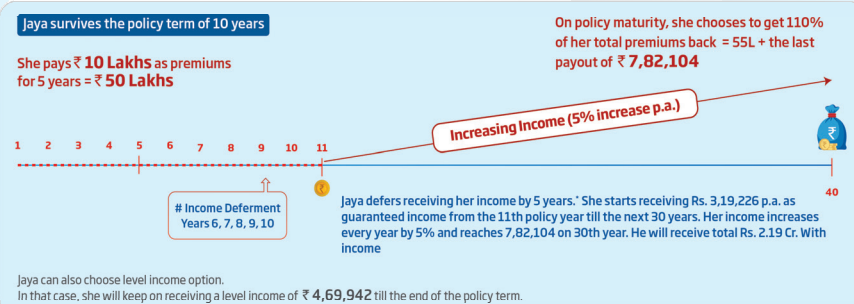 Jaya survives the policy term of 10 years
On policy maturity, she chooses to get 110%
of her total premiums back = 55L + the last
payout of ₹ 7,82,104
She pays ₹ 10 Lakhs as premiums
for 5 years = ₹ 50 Lakhs
Increasing Income (5% increase p.a.)
1 2 3 4 5 6 7 8 9 10 11
40
# Income Deferment
Years 6, 7, 8, 9, 10
Jaya defers receiving her income by 5 years.* She starts receiving Rs. 3,19,226 p.a. as
guaranteed income from the 11th policy year till the next 30 years. Her income increases
every year by 5% and reaches 7,82,104 on 30th year. He will receive total Rs. 2.19 Cr. With
income
Jaya can also choose level income option.
In that case, she will keep on receiving a level income of ₹ 4,69,942 till the end of the policy term.